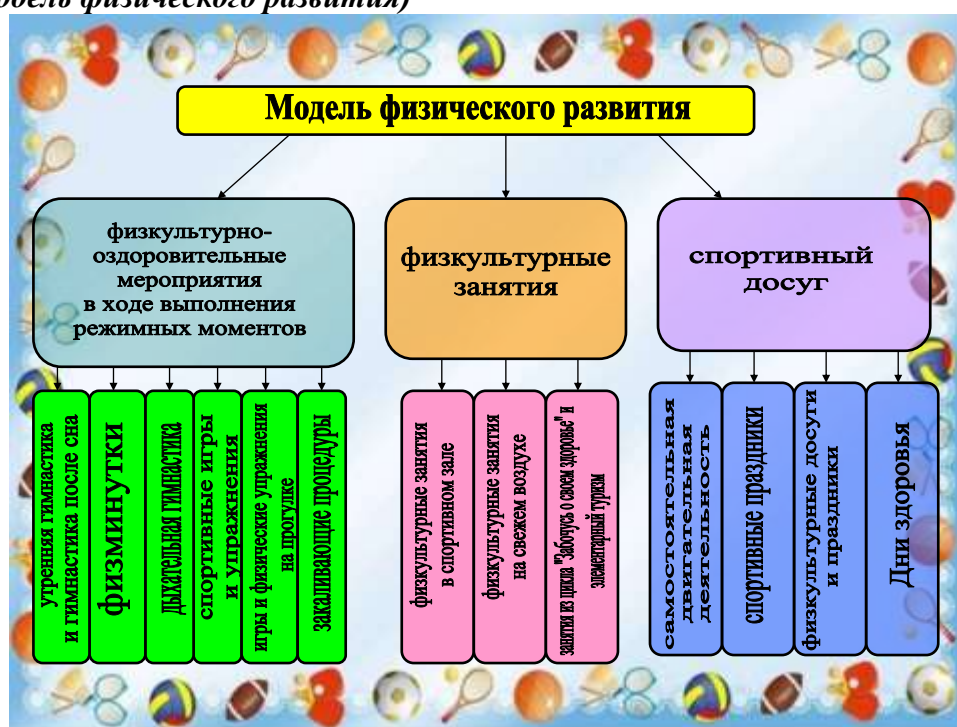 одель физического развития)
Модель физического развития
физкультурно-
оздоровительные
мероприятия
в ходе выполнения
режимных моментов
физкультурные
занятия
спортивный
досуг
утренняя гимнастика
и гимнастика после сна
физминутки
дыхательная гимнастика
спортивные игры
и упражнения
игры и физические упражнения
на прогулке
закаливающие процедуры
физкультурные занятия
в спортивном зале
физкультурные занятия
на свежем воздухе
занятия из цикла "Забочусь о своем здоровье" и
элементарный туризм
самостоятельная
двигательная
деятельность
спортивные праздники
физкультурные досуги
и праздники
Дни здоровья